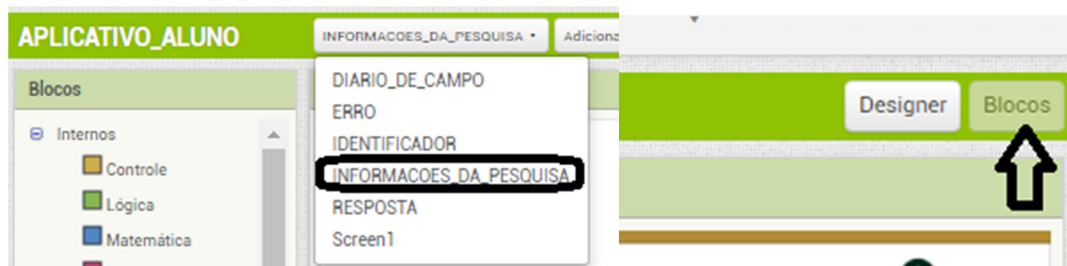 APLICATIVO_ALUNO
INFORMACOES_DA_PESQUISA
Adiciona
Blocos
Internos
Controle
Lógica
Matemática
DIARIO_DE_CAMPO
ERRO
IDENTIFICADOR
INFORMACOES_DA_PESQUISA
RESPOSTA
Screen1
Designer
Blocos